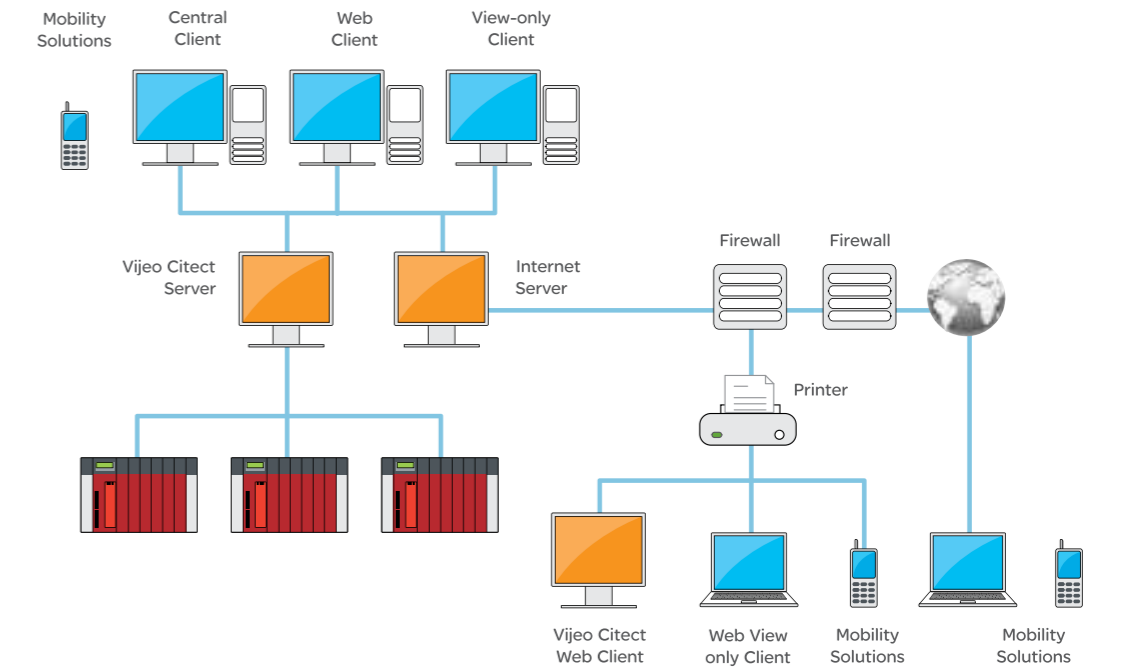 Mobility
Solutions
Central
Client
Web
Client
View-only
Client
Vijeo Citect
Server
Internet
Server
Firewall
Firewall
Printer
Vijeo Citect
Web Client
Web View
only Client
Mobility
Solutions
Mobility
Solutions